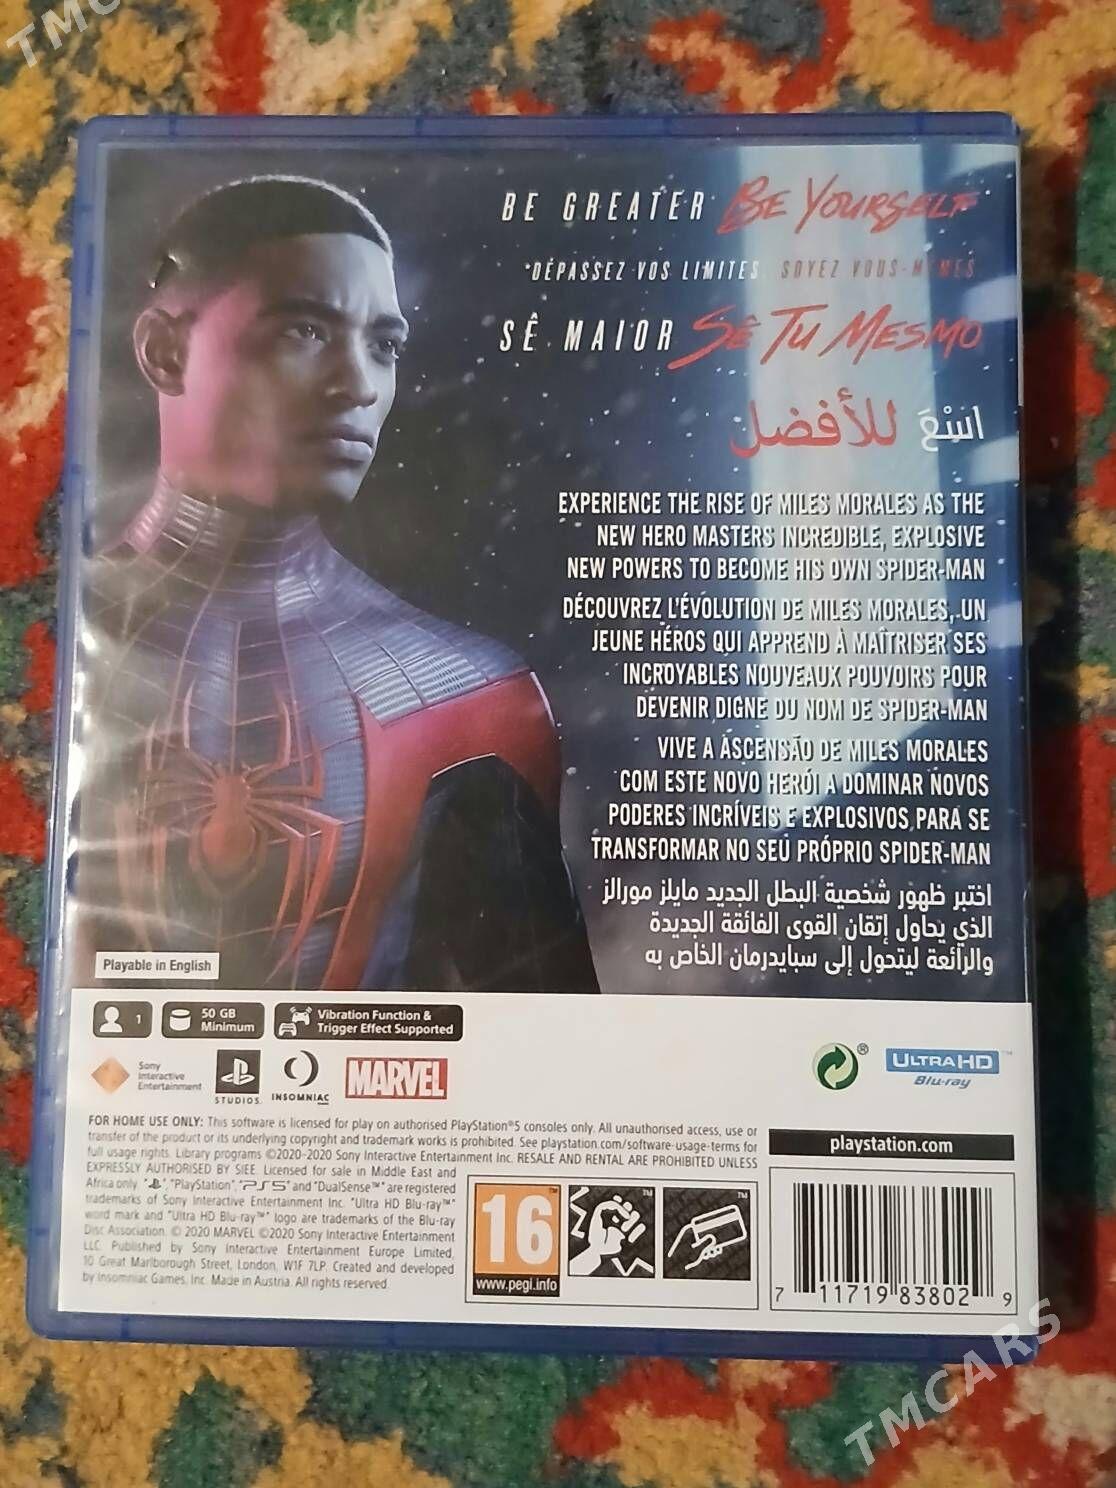 TMC
BE GREATER BE YOURSELF
*DÉPASSEZ VOS LIMITES. SOYEZ VOUS-MÊMES
SÊ MAIOR SÊ TU MESMO
اسْعَ للأفضل
EXPERIENCE THE RISE OF MILES MORALES AS THE
NEW HERO MASTERS INCREDIBLE, EXPLOSIVE
NEW POWERS TO BECOME HIS OWN SPIDER-MAN
DÉCOUVREZ L'ÉVOLUTION DE MILES MORALES, UN
JEUNE HÉROS QUI APPREND À MAÎTRISER SES
INCROYABLES NOUVEAUX POUVOIRS POUR
DEVENIR DIGNE DU NOM DE SPIDER-MAN
VIVE A ASCENSÃO DE MILES MORALES
COM ESTE NOVO HERÓI A DOMINAR NOVOS
PODERES INCRÍVEIS E EXPLOSIVOS PARA SE
TRANSFORMAR NO SEU PRÓPRIO SPIDER-MAN
اختبر ظهور شخصية البطل الجديد مايلز مورالز
الذي يحاول إتقان القوى الفائقة الجديدة
والرائعة ليتحول إلى سبايدرمان الخاص به
Playable in English
1
50 GB
Minimum
Vibration Function &
Trigger Effect Supported
Sony
Interactive
Entertainment
STUDIOS
INSOMNIAC
MARVEL
®
ULTRA HD™
Blu-ray
FOR HOME USE ONLY: This software is licensed for play on authorised PlayStation®5 consoles only. All unauthorised access, use or
transfer of the product or its underlying copyright and trademark works is prohibited. See playstation.com/software-usage-terms for
full usage rights. Library programs ©2020-2020 Sony Interactive Entertainment Inc. RESALE AND RENTAL ARE PROHIBITED UNLESS
EXPRESSLY AUTHORISED BY SIEE. Licensed for sale in Middle East and
Africa only. "PlayStation", "PS5" and "DualSense™" are registered
trademarks of Sony Interactive Entertainment Inc. "Ultra HD Blu-ray™"
word mark and "Ultra HD Blu-ray™" logo are trademarks of the Blu-ray
Disc Association. © 2020 MARVEL ©2020 Sony Interactive Entertainment
LLC. Published by Sony Interactive Entertainment Europe Limited,
10 Great Marlborough Street, London, W1F 7LP. Created and developed
by Insomniac Games, Inc. Made in Austria. All rights reserved.
playstation.com
16
www.pegi.info
™
™
7 11719 83802 9
TMCARS